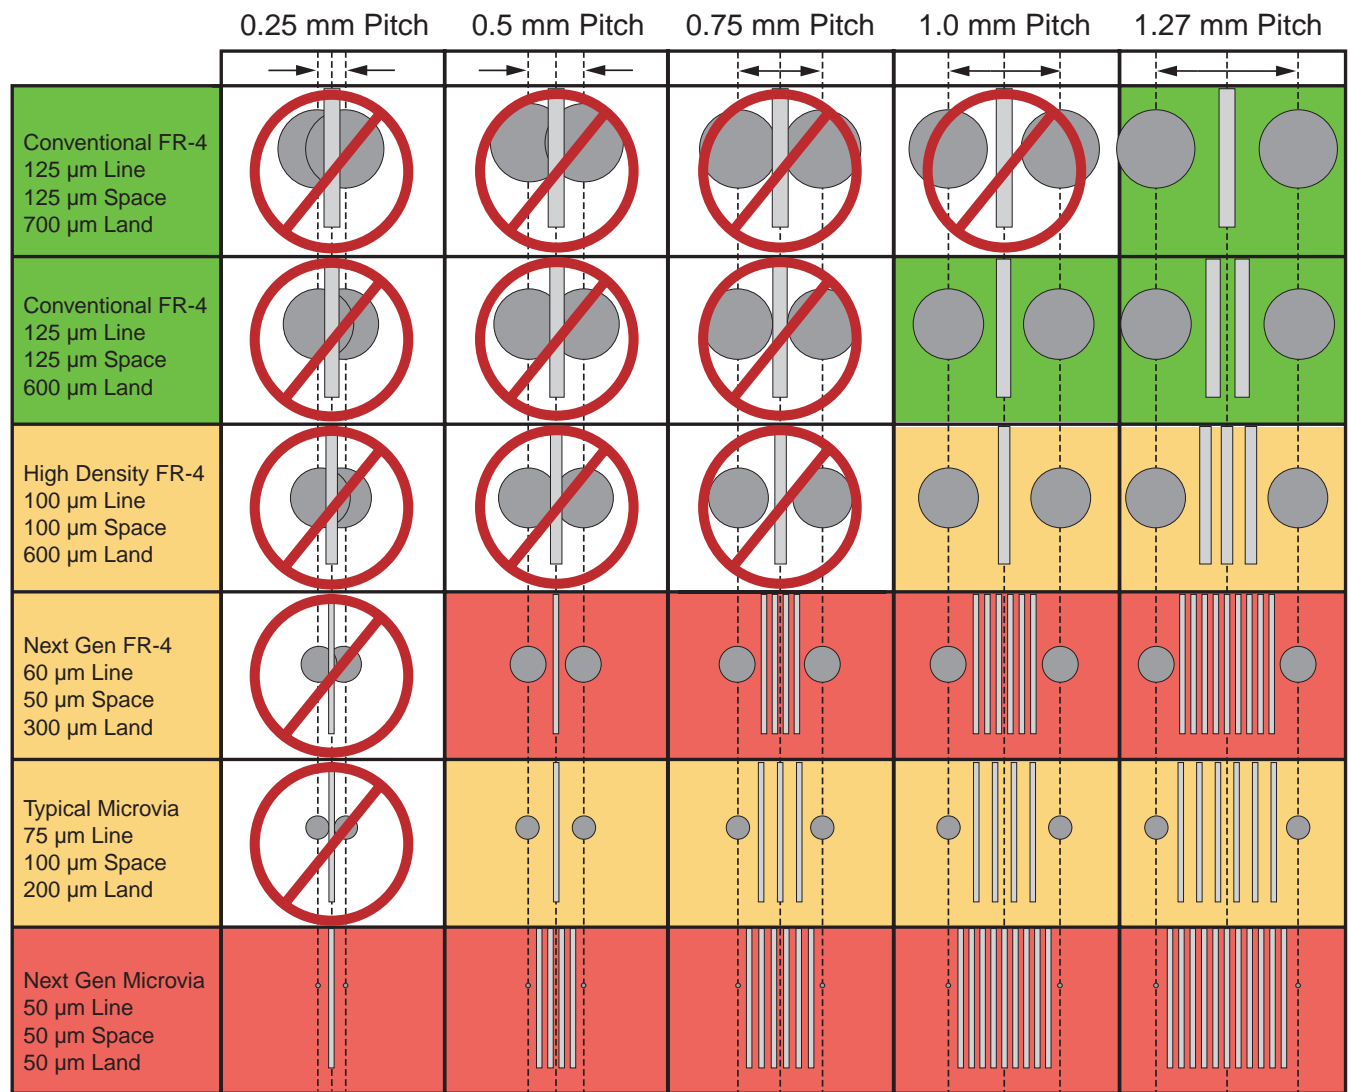 0.25 mm Pitch
0.5 mm Pitch
0.75 mm Pitch
1.0 mm Pitch
1.27 mm Pitch
Conventional FR-4
125 µm Line
125 µm Space
700 µm Land
Conventional FR-4
125 µm Line
125 µm Space
600 µm Land
High Density FR-4
100 µm Line
100 µm Space
600 µm Land
Next Gen FR-4
60 µm Line
50 µm Space
300 µm Land
Typical Microvia
75 µm Line
100 µm Space
200 µm Land
Next Gen Microvia
50 µm Line
50 µm Space
50 µm Land